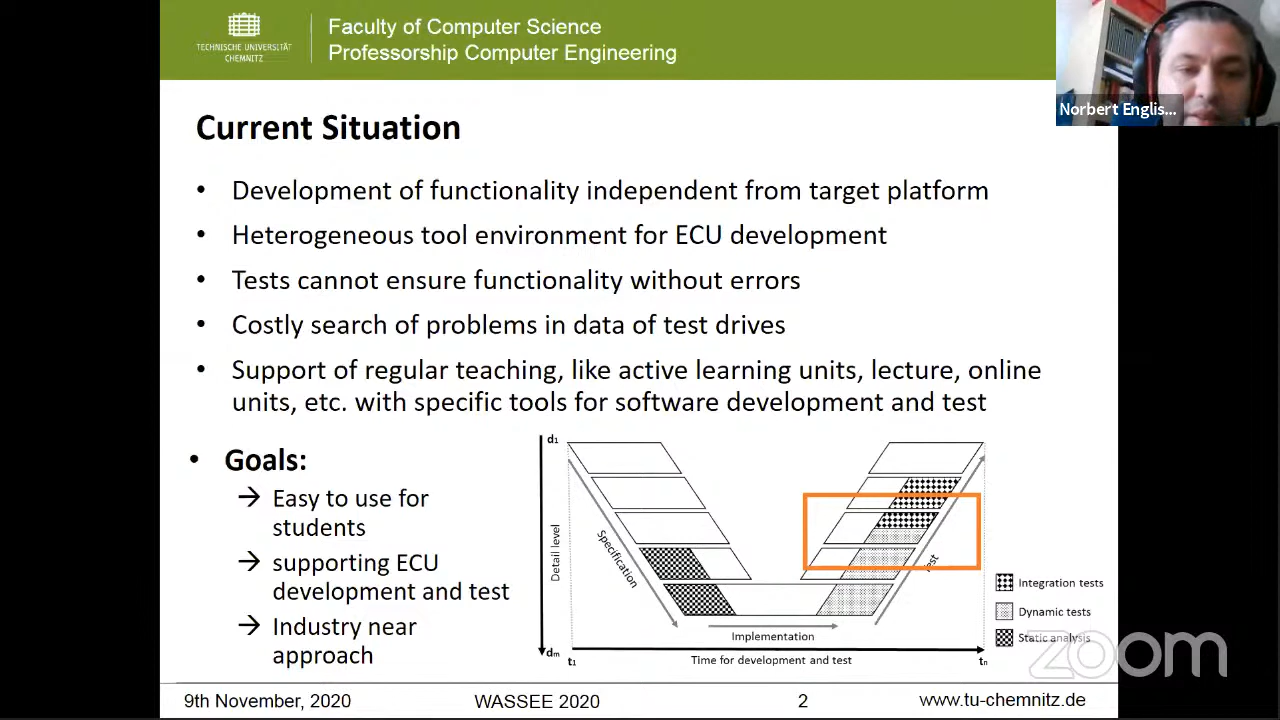 TECHNISCHE UNIVERSITÄT
CHEMNITZ
Faculty of Computer Science
Professorship Computer Engineering
Norbert Englis...
Current Situation
• Development of functionality independent from target platform
• Heterogeneous tool environment for ECU development
• Tests cannot ensure functionality without errors
• Costly search of problems in data of test drives
• Support of regular teaching, like active learning units, lecture, online
units, etc. with specific tools for software development and test
• Goals:
→ Easy to use for
students
→ supporting ECU
development and test
→ Industry near
approach
d1
Detail level
dm
Specification
Implementation
Test
t1
Time for development and test
tn
Integration tests
Dynamic tests
Static analysis
zoom
9th November, 2020
WASSEE 2020
2
www.tu-chemnitz.de